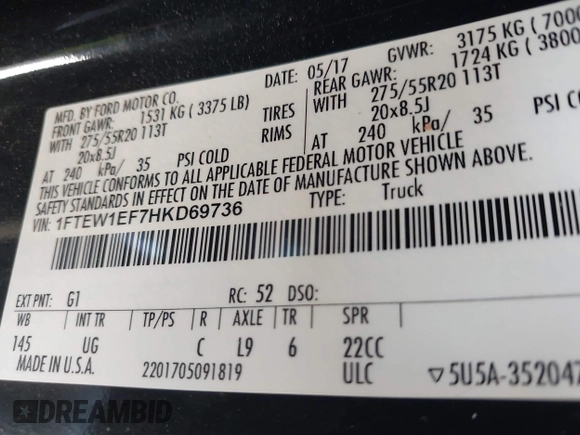 MFD. BY FORD MOTOR CO.
DATE: 05/17
GVWR: 3175 KG ( 7000
FRONT GAWR: 1531 KG ( 3375 LB)
REAR GAWR: 1724 KG ( 3800
WITH 275/55R20 113T TIRES WITH 275/55R20 113T
20x8.5J RIMS 20x8.5J
AT 240 kPa/ 35 PSI COLD AT 240 kPa/ 35 PSI COL
THIS VEHICLE CONFORMS TO ALL APPLICABLE FEDERAL MOTOR VEHICLE
SAFETY STANDARDS IN EFFECT ON THE DATE OF MANUFACTURE SHOWN ABOVE.
VIN: 1FTEW1EF7HKD69736 TYPE: Truck
EXT PNT: G1 RC: 52 DSO:
WB INT TR TP/PS R AXLE TR SPR
145 UG C L9 6 22CC
MADE IN U.S.A. 2201705091819 ULC ▽5U5A-352047
DREAMBID